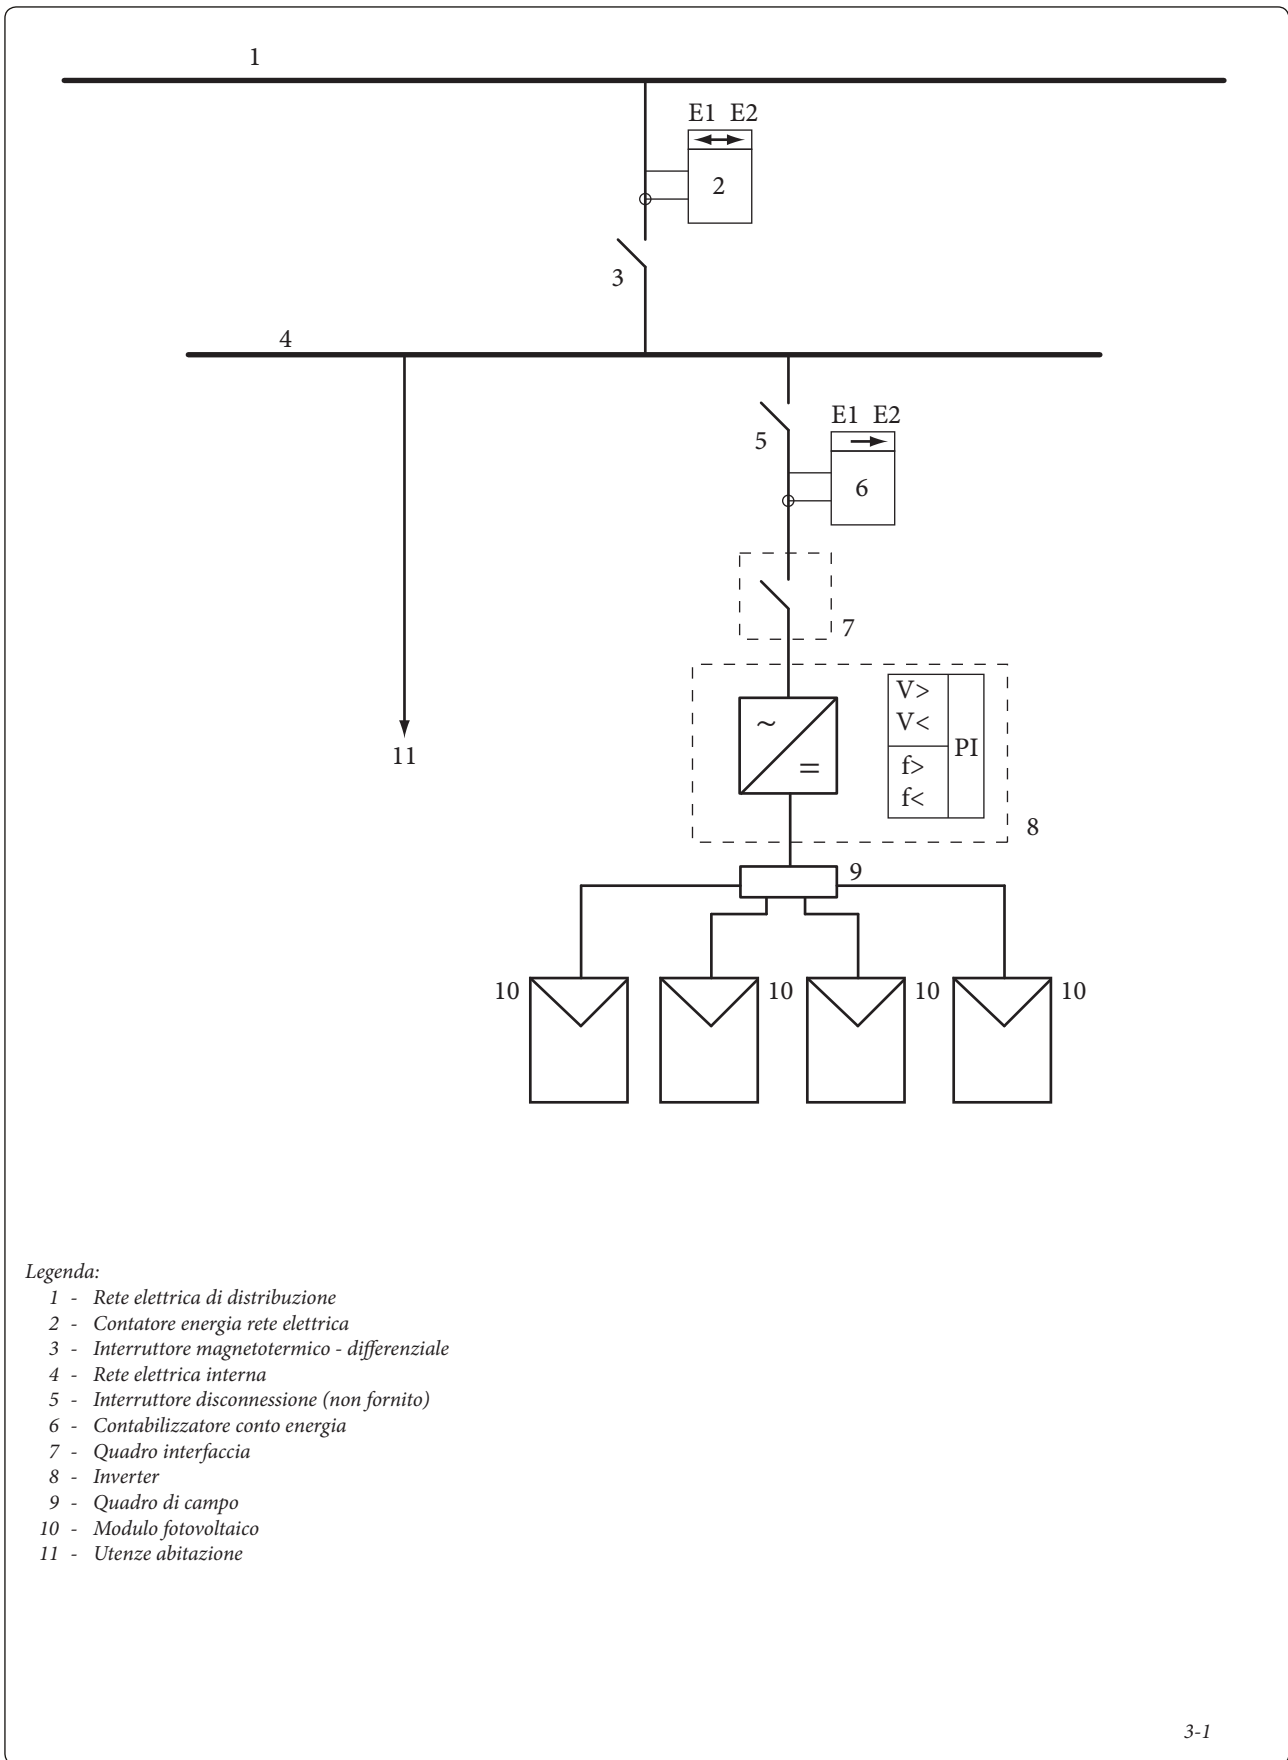 1
E1 E2
2
3
4
E1 E2
5
6
7
V>
V<
PI
f>
f<
11
8
9
10
10
10
10
Legenda:
1 - Rete elettrica di distribuzione
2 - Contatore energia rete elettrica
3 - Interruttore magnetotermico - differenziale
4 - Rete elettrica interna
5 - Interruttore disconnessione (non fornito)
6 - Contabilizzatore conto energia
7 - Quadro interfaccia
8 - Inverter
9 - Quadro di campo
10 - Modulo fotovoltaico
11 - Utenze abitazione
3-1